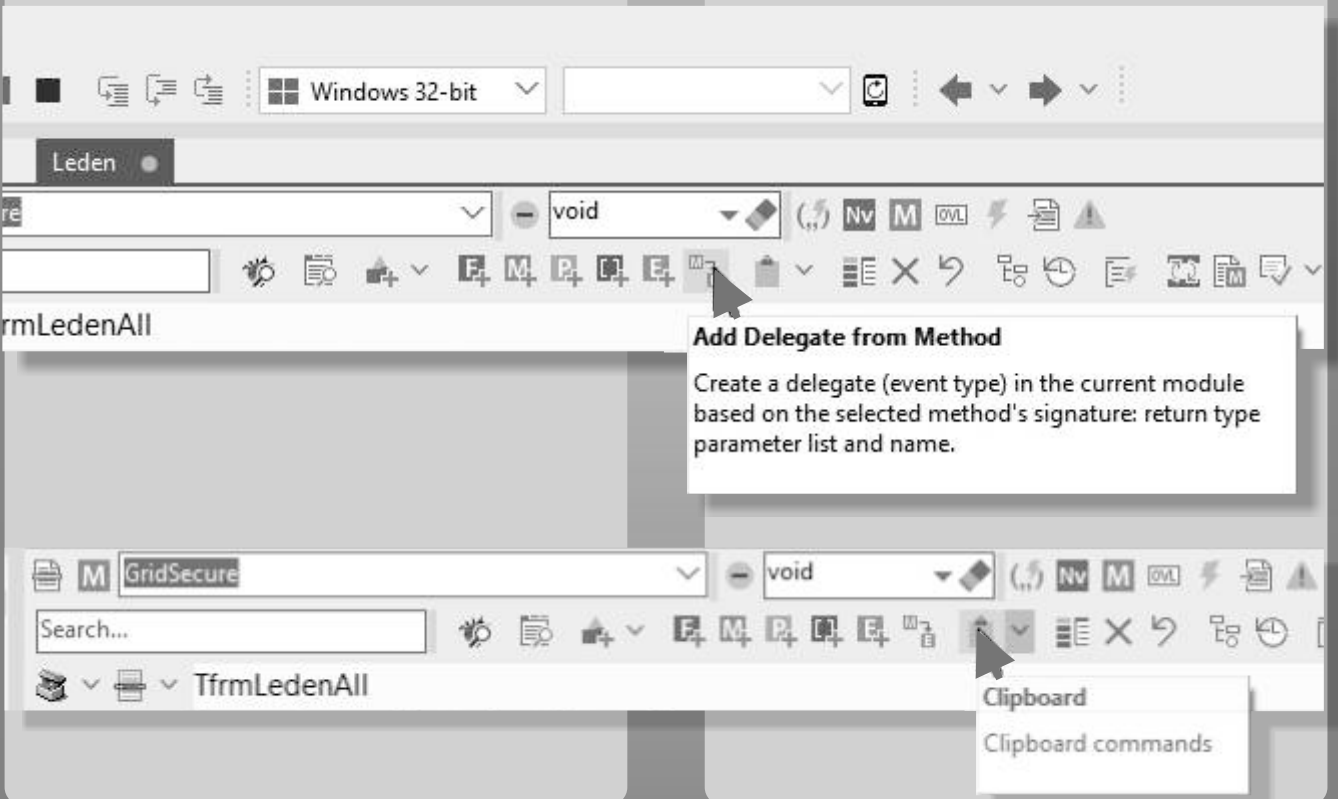 Windows 32-bit
Leden
re
void
Nv M OVL
F M P E M
rmLedenAll
Add Delegate from Method
Create a delegate (event type) in the current module
based on the selected method's signature: return type
parameter list and name.
M GridSecure
void
Nv M OVL
Search...
F M P E M
TfrmLedenAll
Clipboard
Clipboard commands